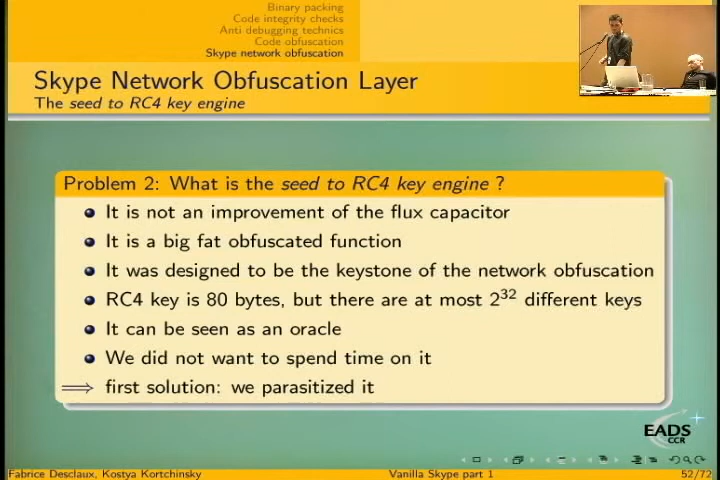 Binary packing
Code integrity checks
Anti debugging technics
Code obfuscation
Skype network obfuscation
Skype Network Obfuscation Layer
The seed to RC4 key engine
Problem 2: What is the seed to RC4 key engine ?
It is not an improvement of the flux capacitor
It is a big fat obfuscated function
It was designed to be the keystone of the network obfuscation
RC4 key is 80 bytes, but there are at most 2³² different keys
It can be seen as an oracle
We did not want to spend time on it
⟹ first solution: we parasitized it
EADS
CCR
Fabrice Desclaux, Kostya Kortchinsky
Vanilla Skype part 1
52/72